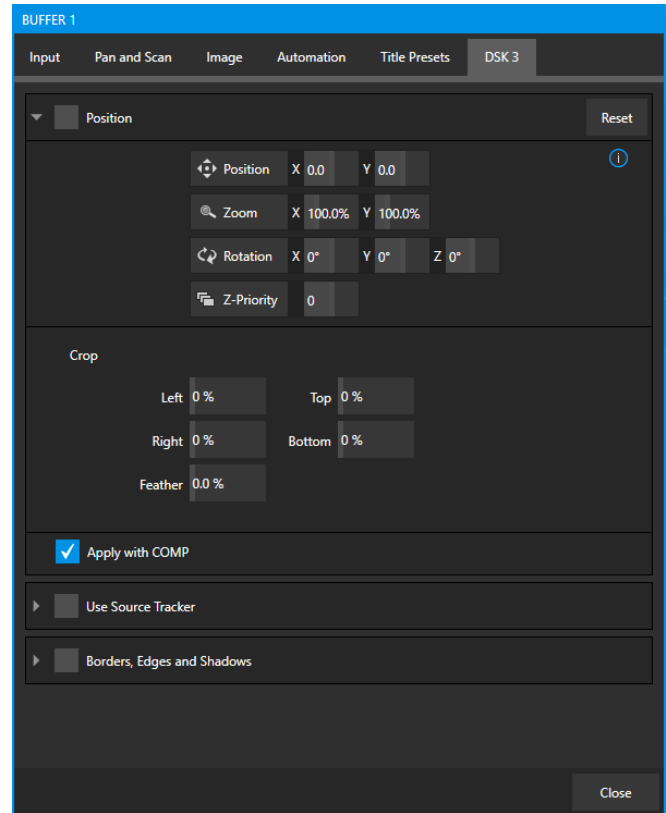 BUFFER 1
Input Pan and Scan Image Automation Title Presets DSK 3
Position Reset
Position X 0.0 Y 0.0
Zoom X 100.0% Y 100.0%
Rotation X 0° Y 0° Z 0°
Z-Priority 0
Crop
Left 0 % Top 0 %
Right 0 % Bottom 0 %
Feather 0.0 %
Apply with COMP
Use Source Tracker
Borders, Edges and Shadows
Close